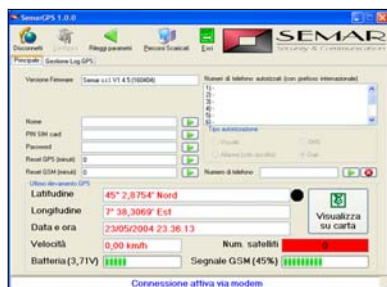 SemarGPS 1.0.0
Disconnetti
Configura
Rileggi parametri
Percorsi Scaricati
Esci
SEMAR
Security & Communication
Principale
Gestione Log GPS
Versione Firmware
Semar s.r.l. V1.4.5 (160404)
Numeri di telefono autorizzati (con prefisso internazionale)
1)-
2)-
3)-
4)-
5)-
6)-
Nome
PIN SIM card
Password
Reset GPS (minuti)
0
Reset GSM (minuti)
0
Tipo autorizzazione
SMS
Dati
Numero di telefono
Ultimo rilevamento GPS
Latitudine
45° 2,8754' Nord
Longitudine
7° 38,3069' Est
Data e ora
23/05/2004 23.36.13
Velocità
0,00 km/h
Num. satelliti
0
Batteria (3,71V)
Segnale GSM (45%)
Visualizza
su carta
Connessione attiva via modem